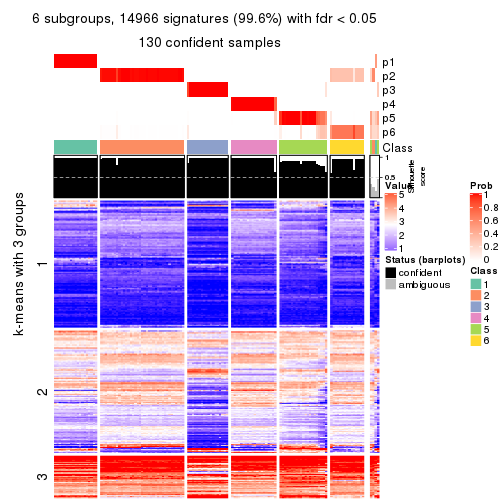 6 subgroups, 14966 signatures (99.6%) with fdr < 0.05
130 confident samples
p1
p2
p3
p4
p5
p6
Class
1
0.5
0
Silhouette
score
k-means with 3 groups
1
2
3
Value
5
4
3
2
1
Status (barplots)
confident
ambiguous
Prob
1
0.8
0.6
0.4
0.2
0
Class
1
2
3
4
5
6